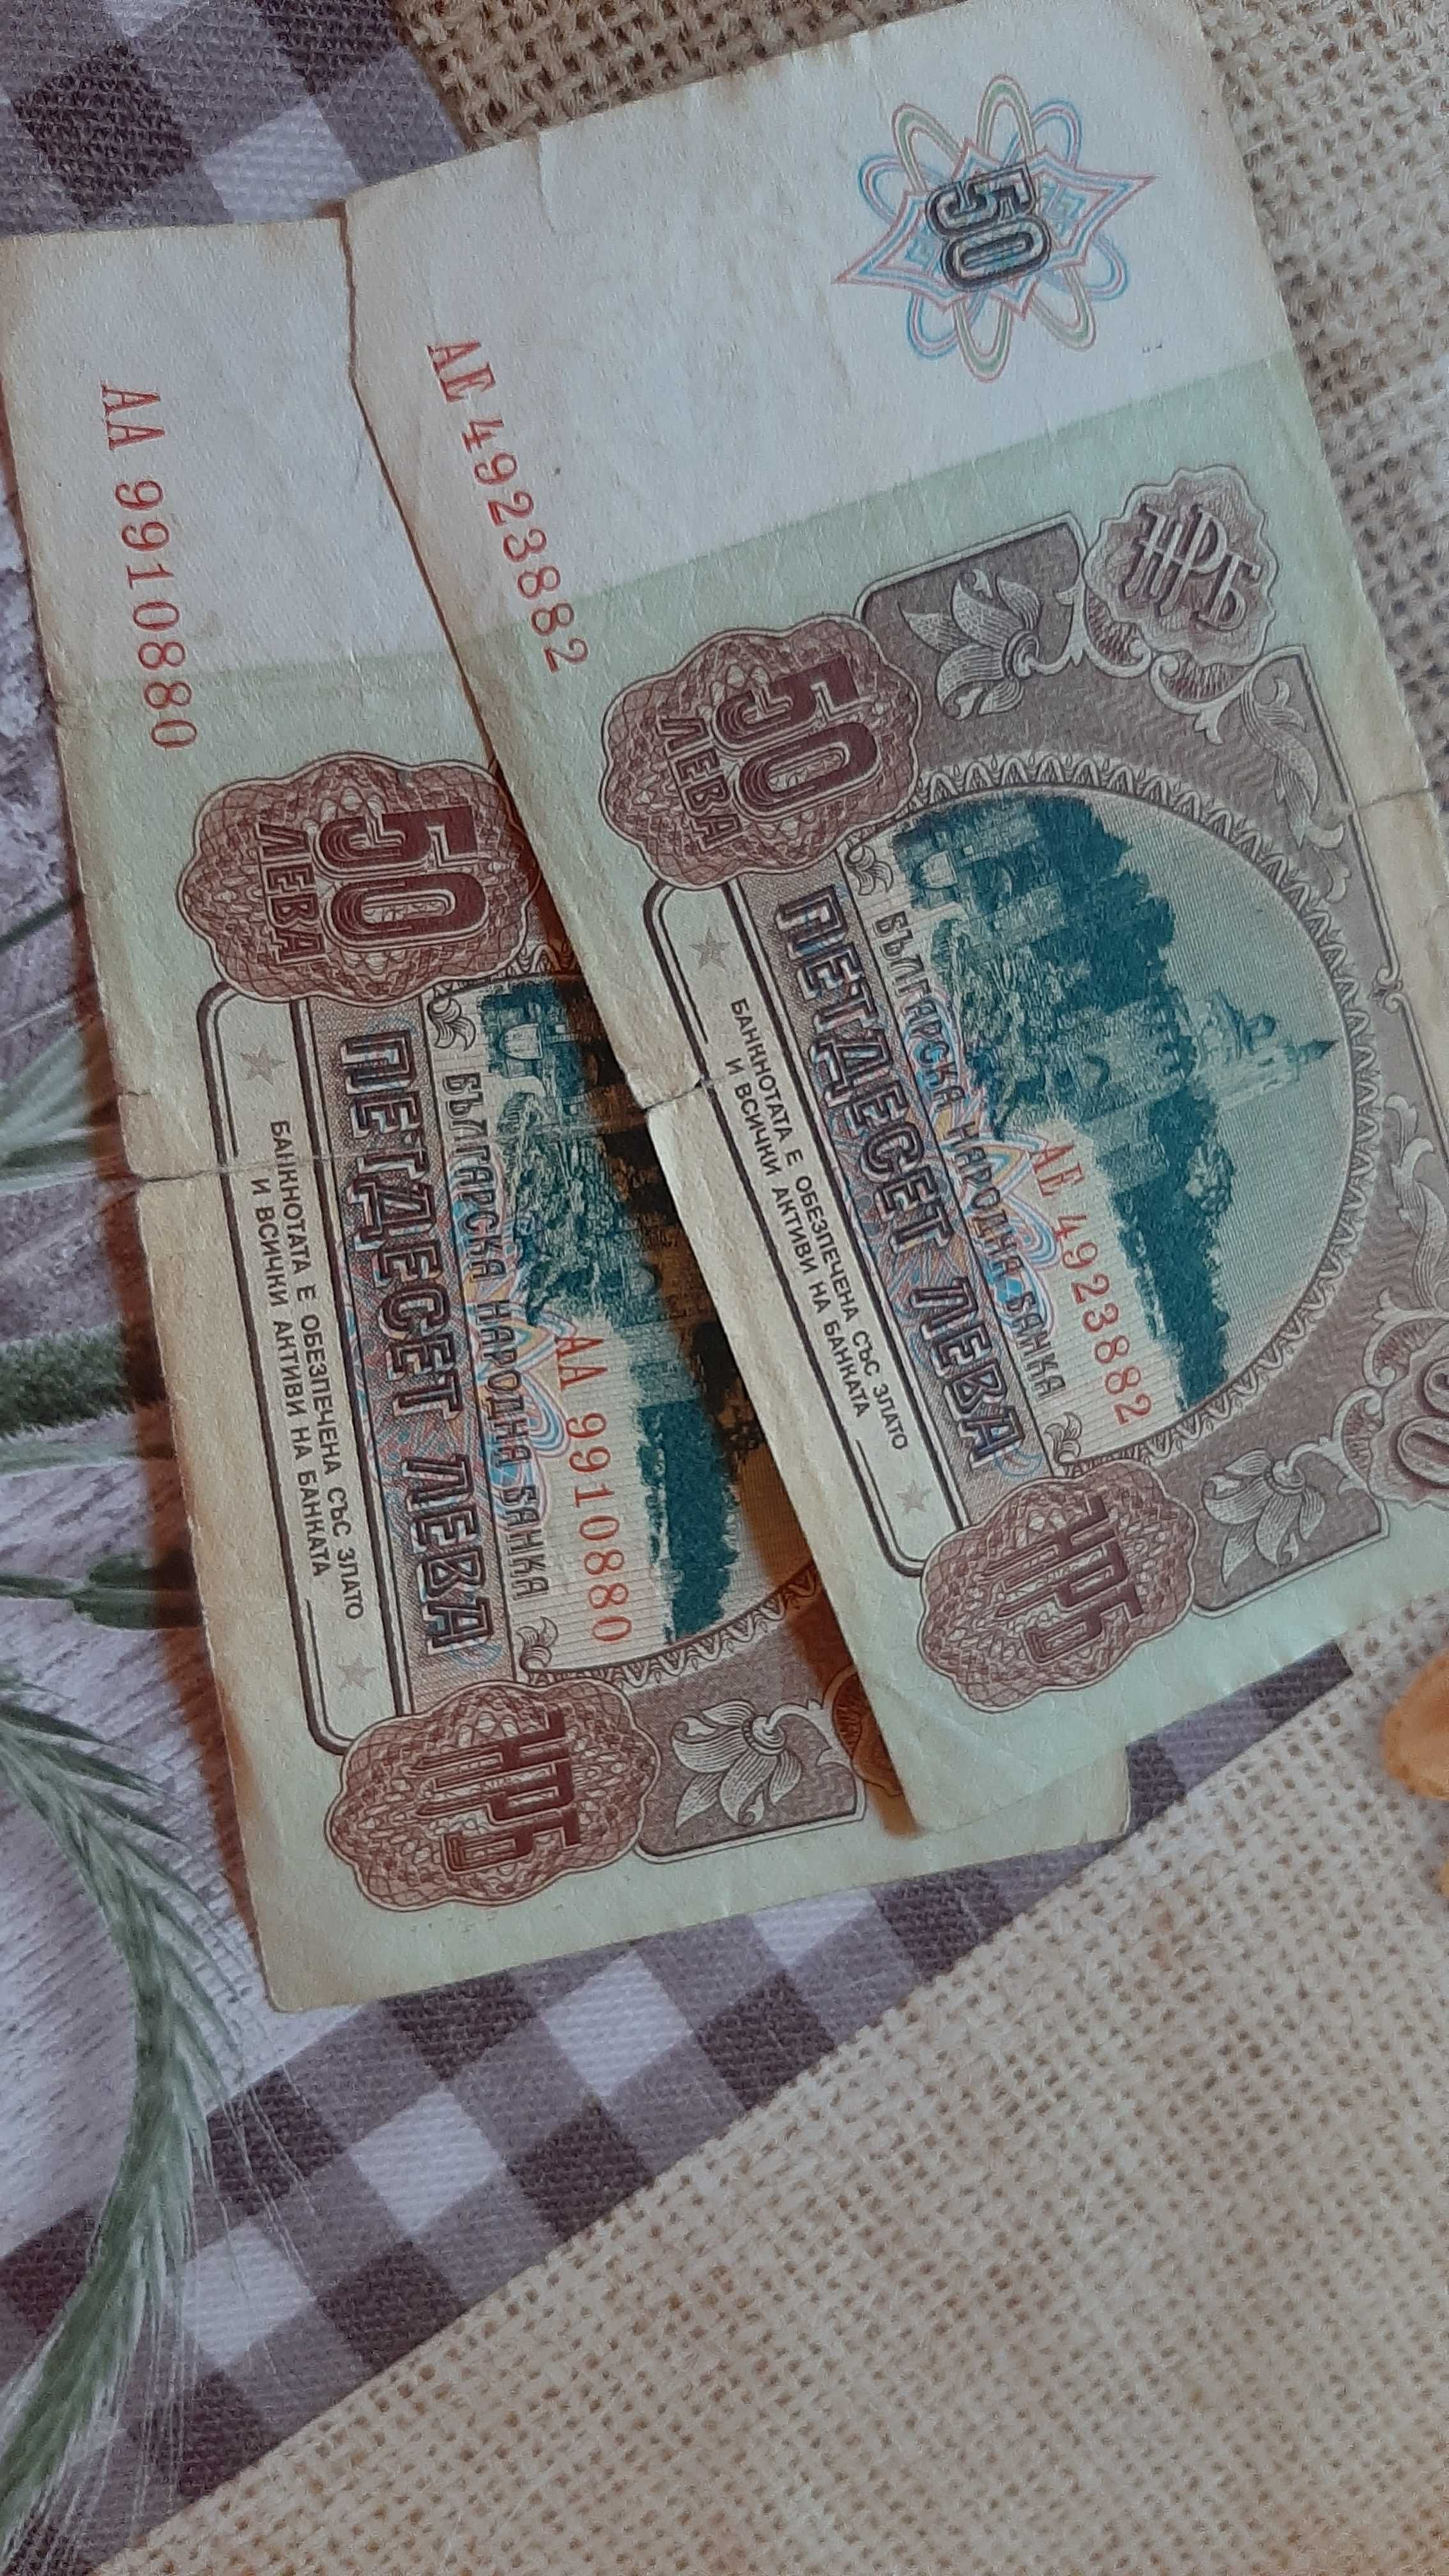 АА 9910880
50
ЛЕВА
БЪЛГАРСКА НАРОДНА БАНКА
АА 9910880
ПЕТДЕСЕТ ЛЕВА
БАНКНОТАТА Е ОБЕЗПЕЧЕНА СЪС ЗЛАТО
И ВСИЧКИ АКТИВИ НА БАНКАТА
НРБ
50
АЕ 4923882
НРБ
50
ЛЕВА
АЕ 4923882
БЪЛГАРСКА НАРОДНА БАНКА
ПЕТДЕСЕТ ЛЕВА
БАНКНОТАТА Е ОБЕЗПЕЧЕНА СЪС ЗЛАТО
И ВСИЧКИ АКТИВИ НА БАНКАТА
НРБ